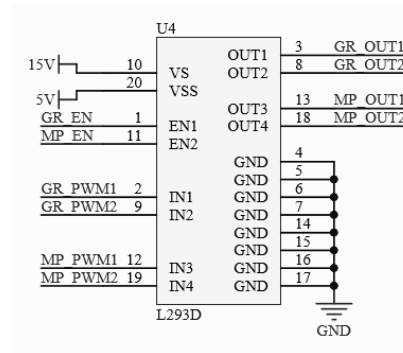 U4
15V 10 VS OUT1 3 GR_OUT1
20 VSS OUT2 8 GR_OUT2
5V
OUT3 13 MP_OUT1
GR_EN 1 EN1 OUT4 18 MP_OUT2
MP_EN 11 EN2
GND 4
GND 5
GR_PWM1 2 IN1 GND 6
GR_PWM2 9 IN2 GND 7
GND 14
GND 15
MP_PWM1 12 IN3 GND 16
MP_PWM2 19 IN4 GND 17
L293D
GND